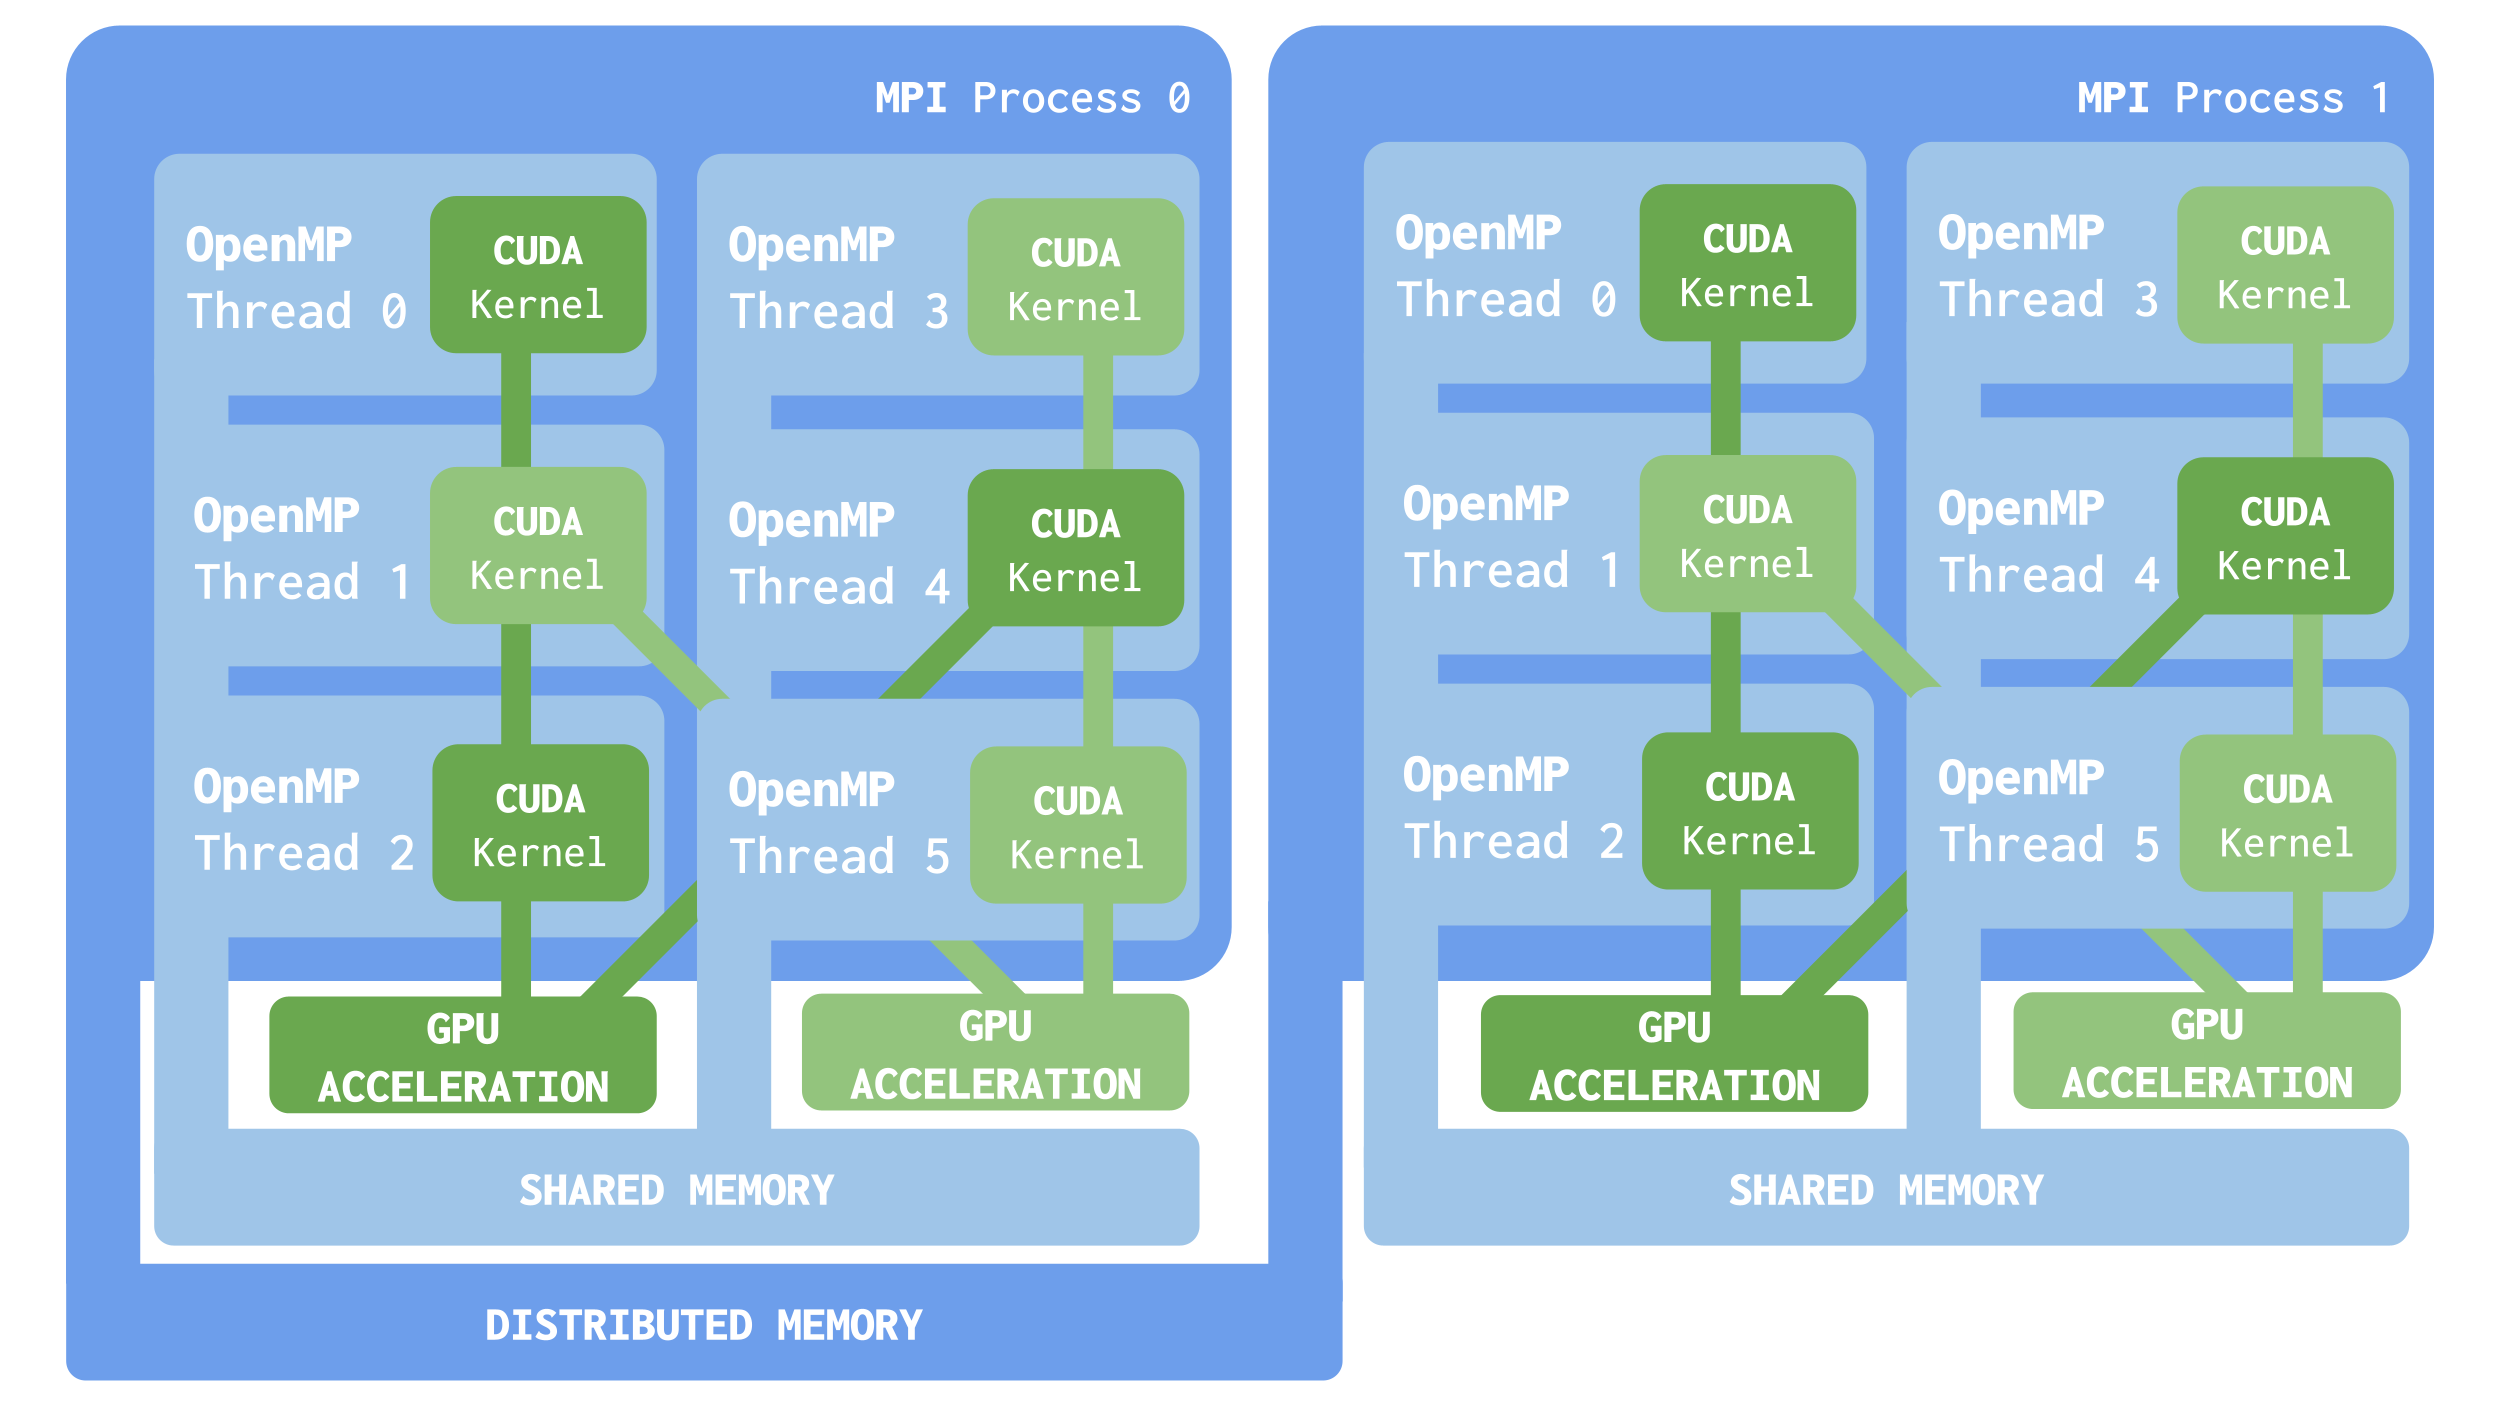 MPI Process 0
OpenMP
Thread 0
CUDA
Kernel
OpenMP
Thread 3
CUDA
Kernel
OpenMP
Thread 1
CUDA
Kernel
OpenMP
Thread 4
CUDA
Kernel
OpenMP
Thread 2
CUDA
Kernel
OpenMP
Thread 5
CUDA
Kernel
GPU
ACCELERATION
GPU
ACCELERATION
SHARED MEMORY
MPI Process 1
OpenMP
Thread 0
CUDA
Kernel
OpenMP
Thread 3
CUDA
Kernel
OpenMP
Thread 1
CUDA
Kernel
OpenMP
Thread 4
CUDA
Kernel
OpenMP
Thread 2
CUDA
Kernel
OpenMP
Thread 5
CUDA
Kernel
GPU
ACCELERATION
GPU
ACCELERATION
SHARED MEMORY
DISTRIBUTED MEMORY